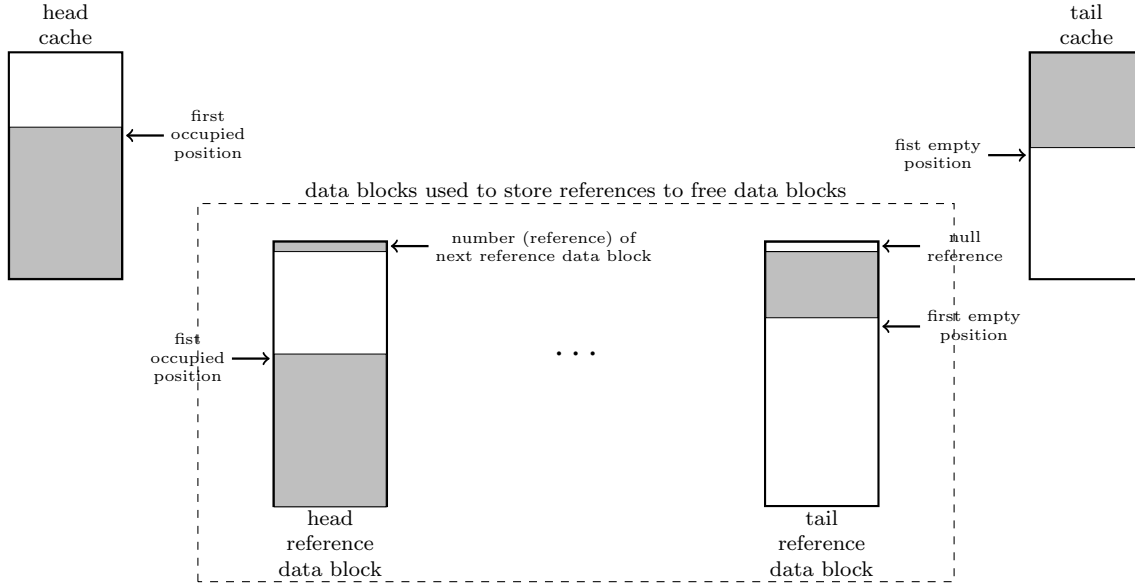 head
cache
tail
cache
first
occupied
position
fist empty
position
data blocks used to store references to free data blocks
number (reference) of
next reference data block
null
reference
first empty
position
fist
occupied
position
. . .
head
reference
data block
tail
reference
data block